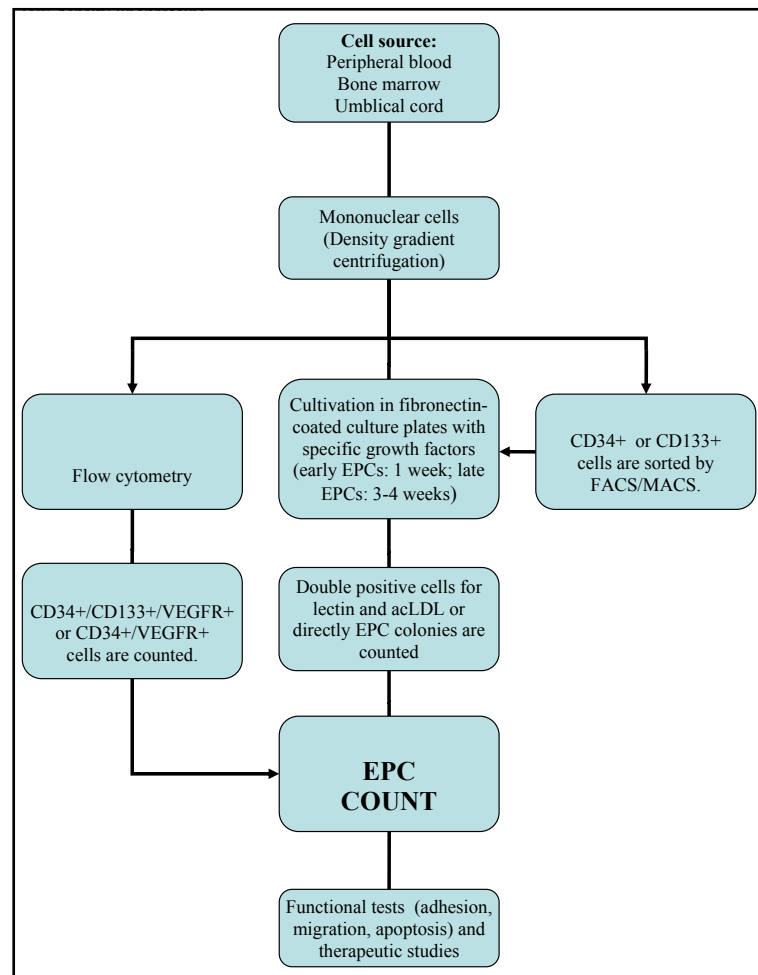 Cell source:
Peripheral blood
Bone marrow
Umblical cord
Mononuclear cells
(Density gradient
centrifugation)
Flow cytometry
Cultivation in fibronectin-
coated culture plates with
specific growth factors
(early EPCs: 1 week; late
EPCs: 3-4 weeks)
CD34+ or CD133+
cells are sorted by
FACS/MACS.
CD34+/CD133+/VEGFR+
or CD34+/VEGFR+
cells are counted.
Double positive cells for
lectin and acLDL or
directly EPC colonies are
counted
EPC
COUNT
Functional tests (adhesion,
migration, apoptosis) and
therapeutic studies